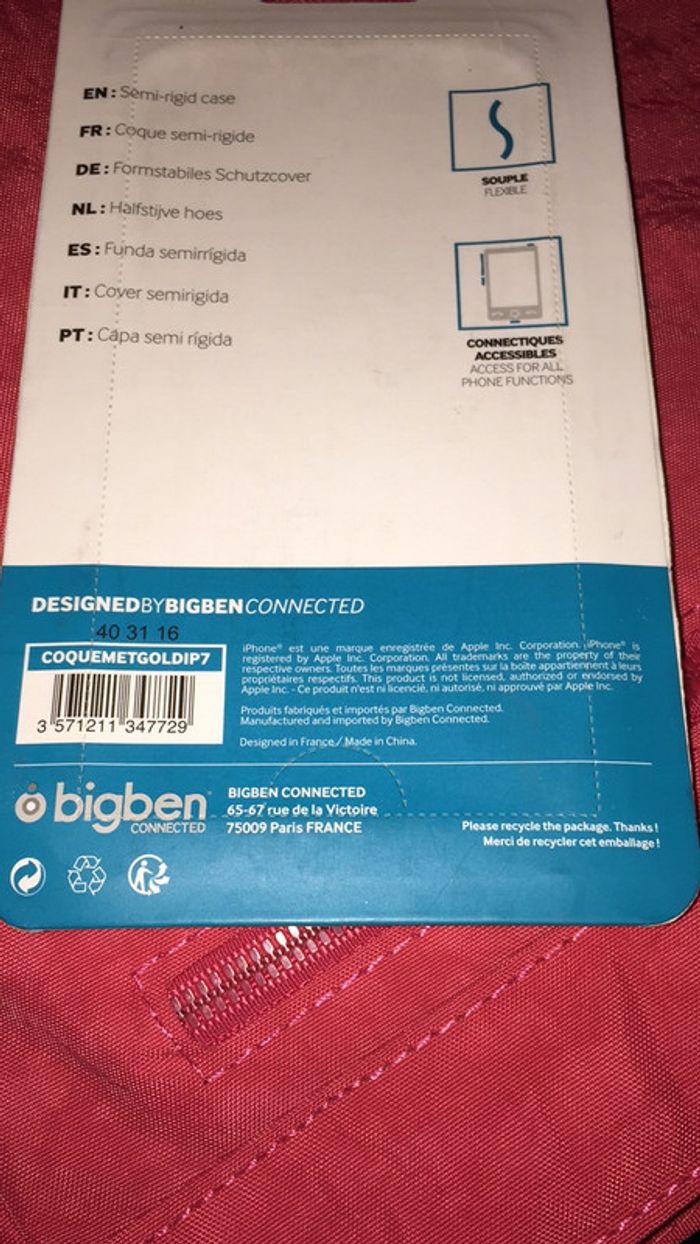 EN : Semi-rigid case
FR : Coque semi-rigide
DE : Formstabiles Schutzcover
NL : Halfstijve hoes
ES : Funda semirrígida
IT : Cover semirigida
PT : Capa semi rígida
SOUPLE
FLEXIBLE
CONNECTIQUES
ACCESSIBLES
ACCESS FOR ALL
PHONE FUNCTIONS
DESIGNEDBYBIGBENCONNECTED
40 31 16
COQUEMETGOLDIP7
3 571211 347729
iPhone® est une marque enregistrée de Apple Inc. Corporation. iPhone® is
registered by Apple Inc. Corporation. All trademarks are the property of their
respective owners. Toutes les marques présentes sur la boîte appartiennent à leurs
propriétaires respectifs. This product is not licensed, authorized or endorsed by
Apple Inc. - Ce produit n'est ni licencié, ni autorisé, ni approuvé par Apple Inc.
Produits fabriqués et importés par Bigben Connected.
Manufactured and imported by Bigben Connected.
Designed in France / Made in China.
bigben
CONNECTED
BIGBEN CONNECTED
65-67 rue de la Victoire
75009 Paris FRANCE
Please recycle the package. Thanks !
Merci de recycler cet emballage !